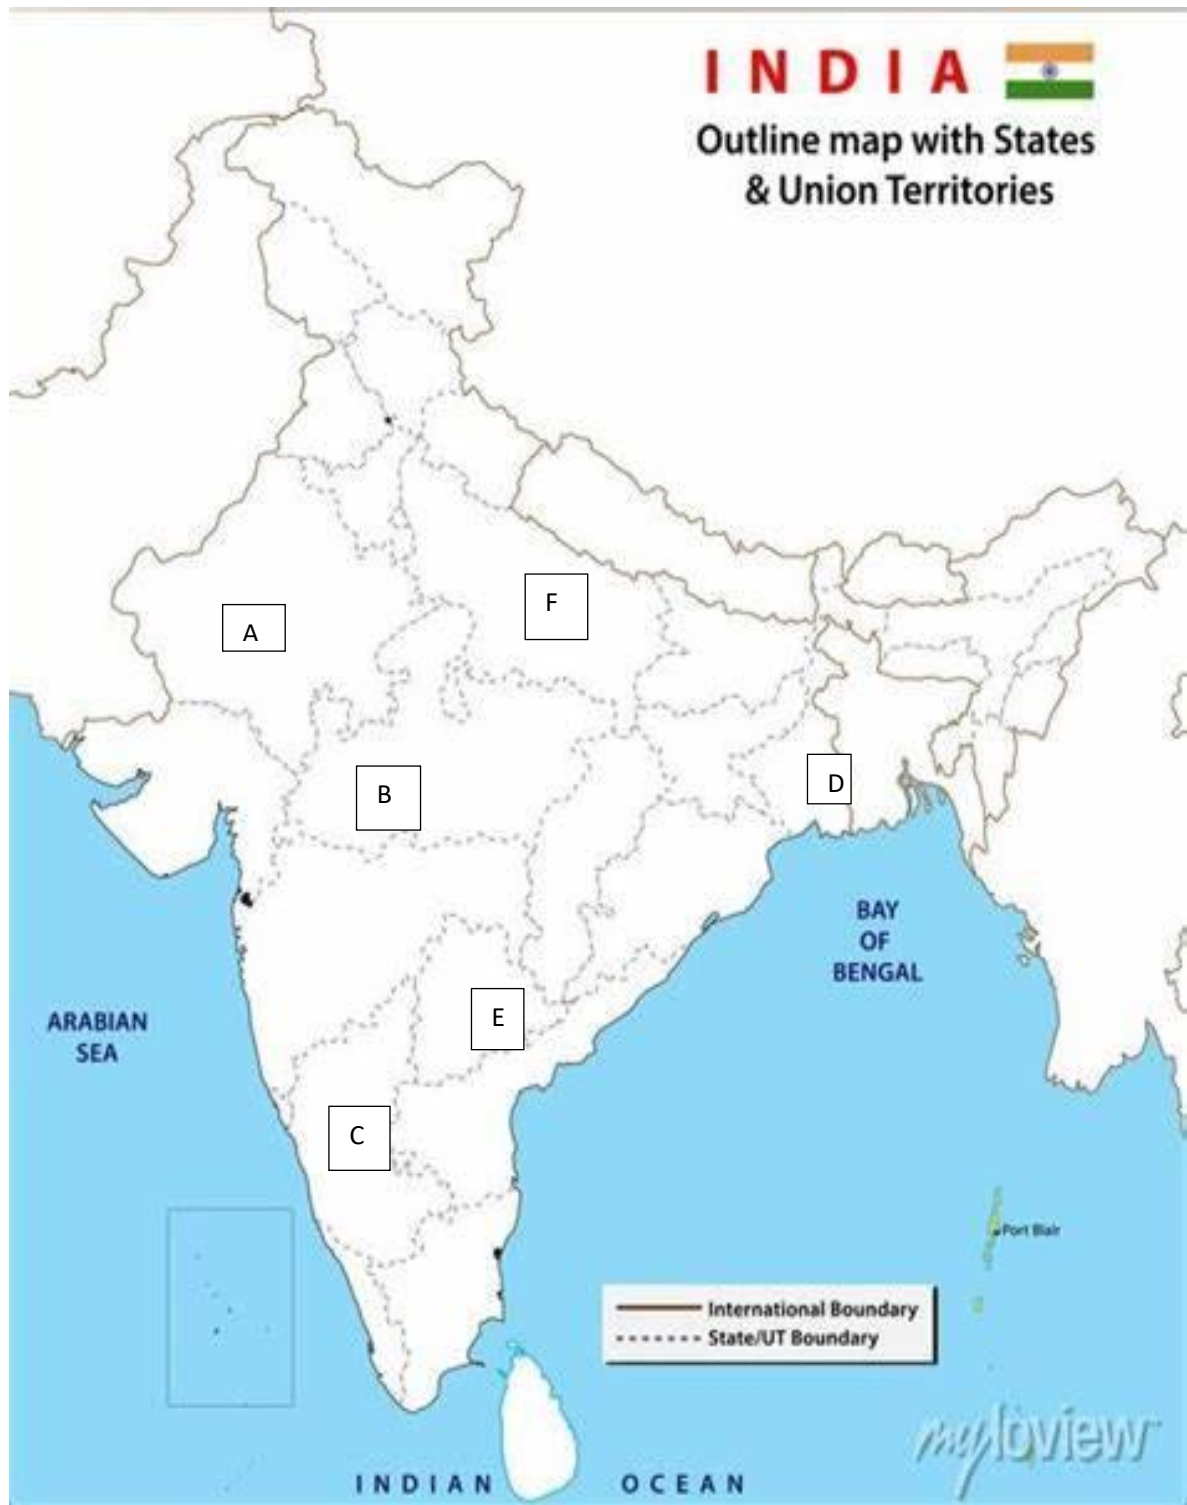 INDIA
Outline map with States
& Union Territories
F
A
B
D
BAY
OF
BENGAL
E
ARABIAN
SEA
C
Port Blair
International Boundary
State/UT Boundary
myloview
INDIAN OCEAN